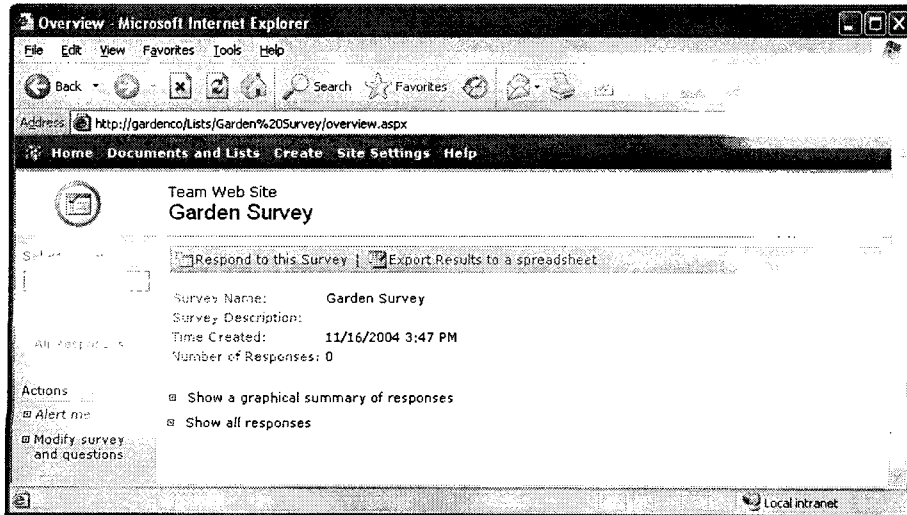 Overview - Microsoft Internet Explorer
File Edit View Favorites Tools Help
Back Search Favorites
Address http://gardenco/Lists/Garden%20Survey/overview.aspx
Home Documents and Lists Create Site Settings Help
Team Web Site
Garden Survey
Respond to this Survey | Export Results to a spreadsheet
Survey Name: Garden Survey
Survey Description:
Time Created: 11/16/2004 3:47 PM
Number of Responses: 0
All
Actions
Show a graphical summary of responses
Alert me
Show all responses
Modify survey
and questions
Local intranet